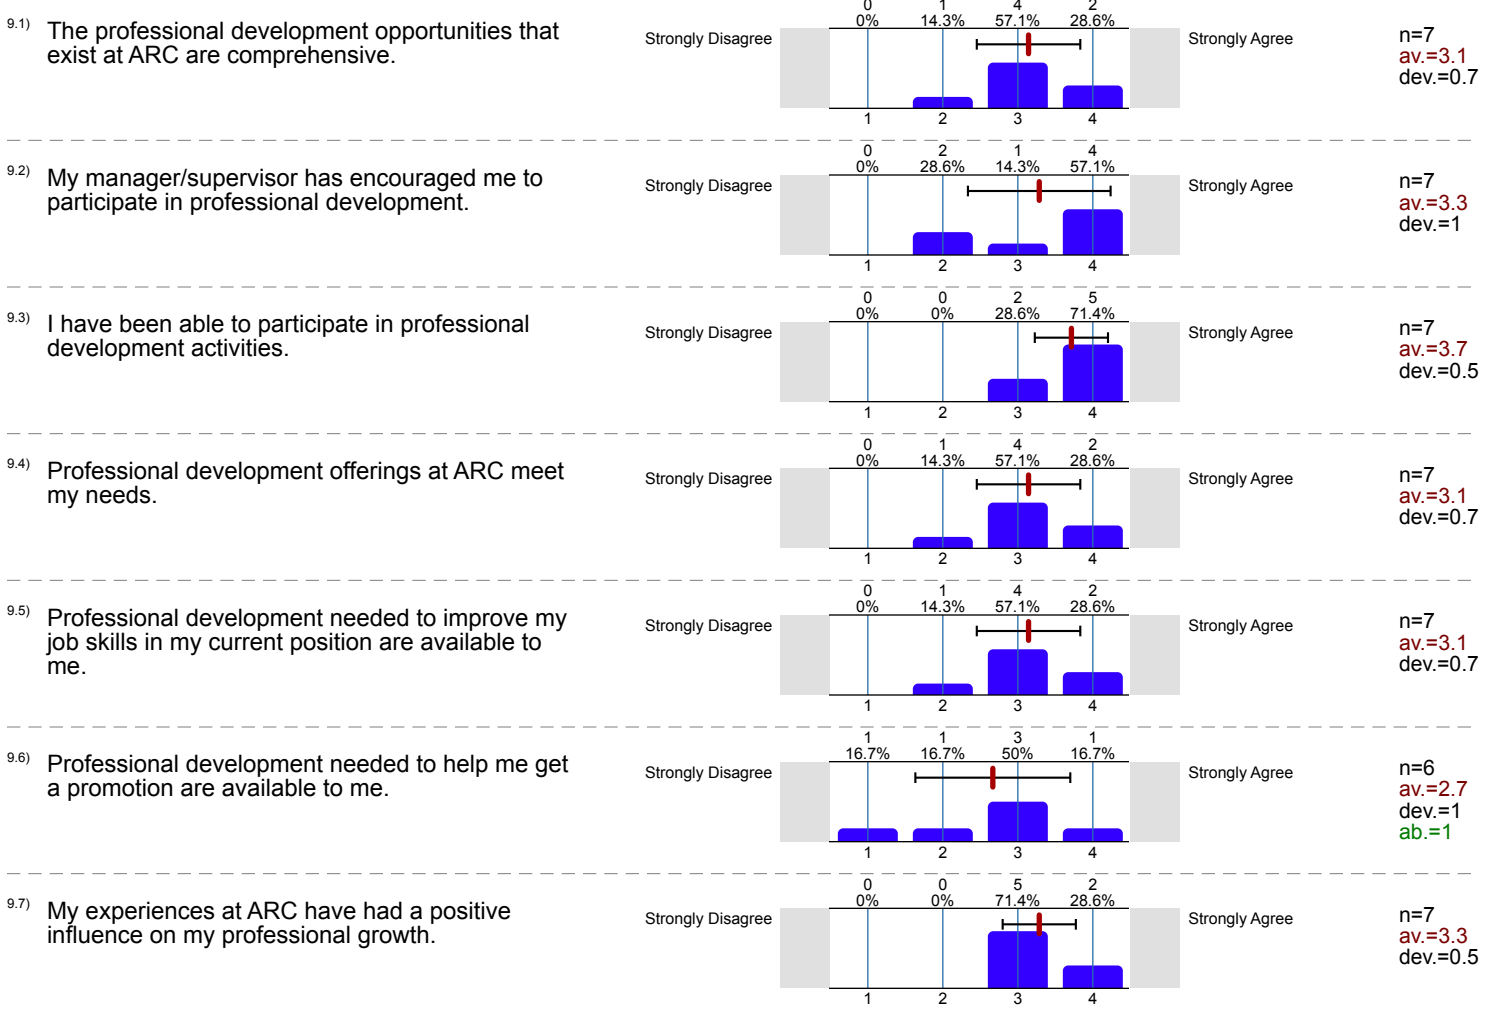 0 1 4 2
0% 14.3% 57.1% 28.6%
9.1) The professional development opportunities that
exist at ARC are comprehensive.
Strongly Disagree
Strongly Agree
n=7
av.=3.1
dev.=0.7
1 2 3 4
0 2 1 4
0% 28.6% 14.3% 57.1%
9.2) My manager/supervisor has encouraged me to
participate in professional development.
Strongly Disagree
Strongly Agree
n=7
av.=3.3
dev.=1
1 2 3 4
0 0 2 5
0% 0% 28.6% 71.4%
9.3) I have been able to participate in professional
development activities.
Strongly Disagree
Strongly Agree
n=7
av.=3.7
dev.=0.5
1 2 3 4
0 1 4 2
0% 14.3% 57.1% 28.6%
9.4) Professional development offerings at ARC meet
my needs.
Strongly Disagree
Strongly Agree
n=7
av.=3.1
dev.=0.7
1 2 3 4
0 1 4 2
0% 14.3% 57.1% 28.6%
9.5) Professional development needed to improve my
job skills in my current position are available to
me.
Strongly Disagree
Strongly Agree
n=7
av.=3.1
dev.=0.7
1 2 3 4
1 1 3 1
16.7% 16.7% 50% 16.7%
9.6) Professional development needed to help me get
a promotion are available to me.
Strongly Disagree
Strongly Agree
n=6
av.=2.7
dev.=1
ab.=1
1 2 3 4
0 0 5 2
0% 0% 71.4% 28.6%
9.7) My experiences at ARC have had a positive
influence on my professional growth.
Strongly Disagree
Strongly Agree
n=7
av.=3.3
dev.=0.5
1 2 3 4